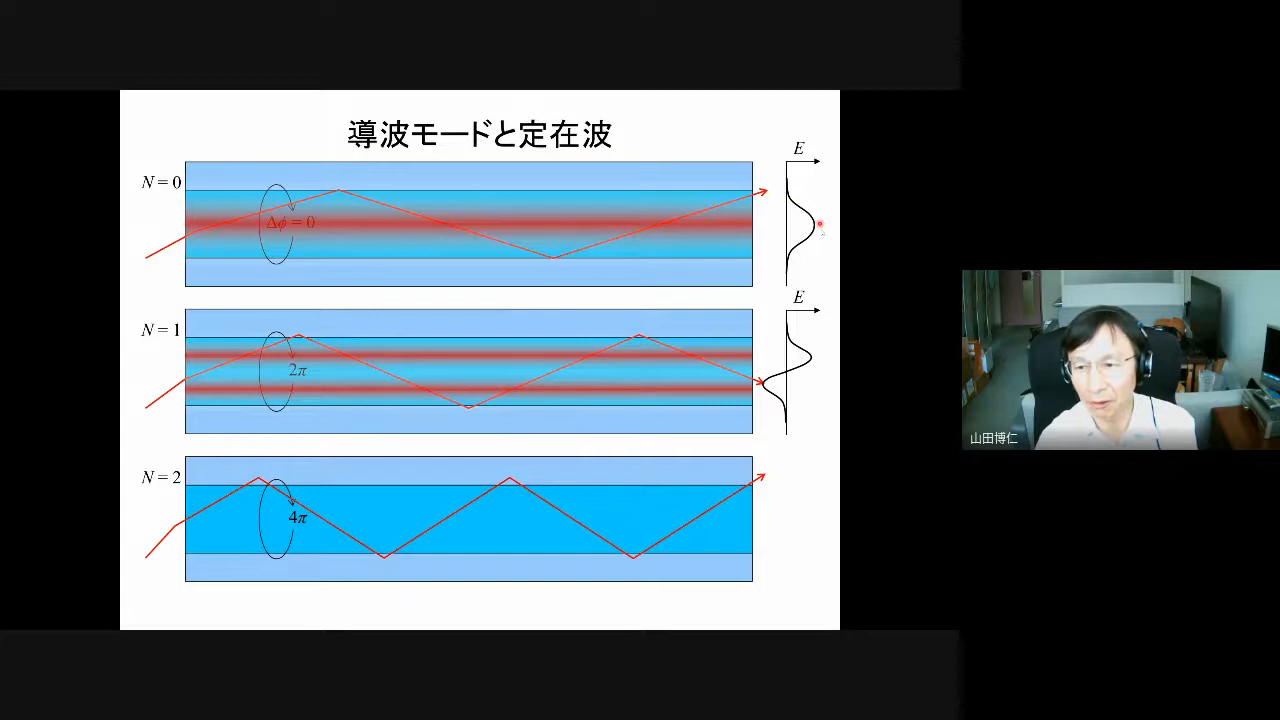 導波モードと定在波
E
N = 0
Δϕ = 0
E
N = 1
2π
山田博仁
N = 2
4π